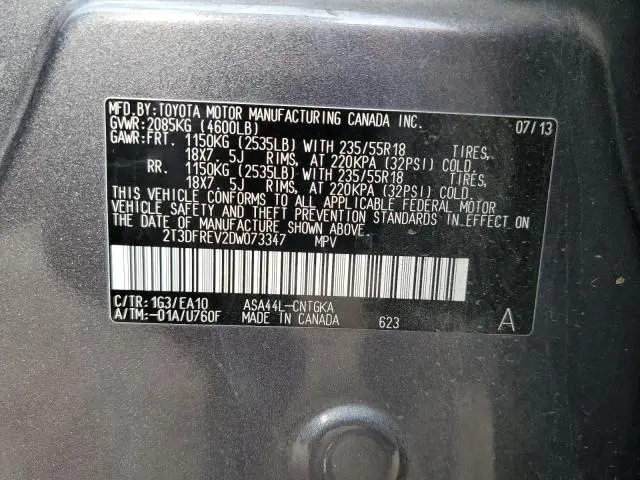 MFD.BY:TOYOTA MOTOR MANUFACTURING CANADA INC. 07/13
GVWR:2085KG (4600LB)
GAWR:FRT. 1150KG (2535LB) WITH 235/55R18 TIRES,
18X7. 5J RIMS, AT 220KPA (32PSI) COLD.
RR. 1150KG (2535LB) WITH 235/55R18 TIRES,
18X7. 5J RIMS, AT 220KPA (32PSI) COLD.
THIS VEHICLE CONFORMS TO ALL APPLICABLE FEDERAL MOTOR
VEHICLE SAFETY AND THEFT PREVENTION STANDARDS IN EFFECT ON
THE DATE OF MANUFACTURE SHOWN ABOVE.
2T3DFREV2DW073347 MPV
C/TR:1G3/EA10 ASA44L-CNTGKA
A/TM:-01A/U760F MADE IN CANADA 623 A